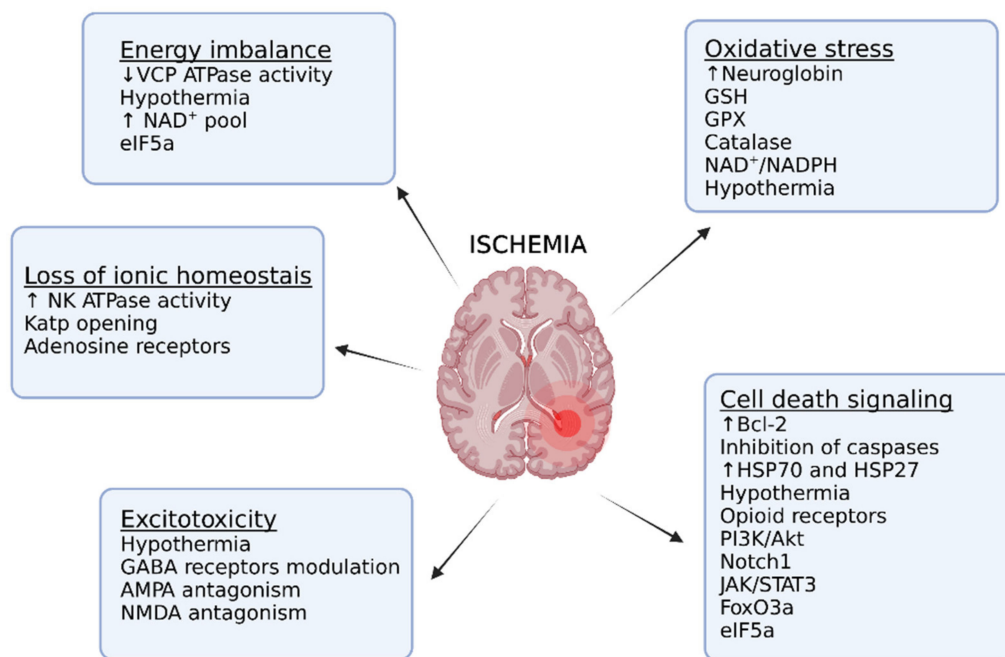 Energy imbalance
↓VCP ATPase activity
Hypothermia
↑ NAD⁺ pool
eIF5a
Oxidative stress
↑Neuroglobin
GSH
GPX
Catalase
NAD⁺/NADPH
Hypothermia
ISCHEMIA
Loss of ionic homeostais
↑ NK ATPase activity
Katp opening
Adenosine receptors
Cell death signaling
↑Bcl-2
Inhibition of caspases
↑HSP70 and HSP27
Hypothermia
Opioid receptors
PI3K/Akt
Notch1
JAK/STAT3
FoxO3a
eIF5a
Excitotoxicity
Hypothermia
GABA receptors modulation
AMPA antagonism
NMDA antagonism